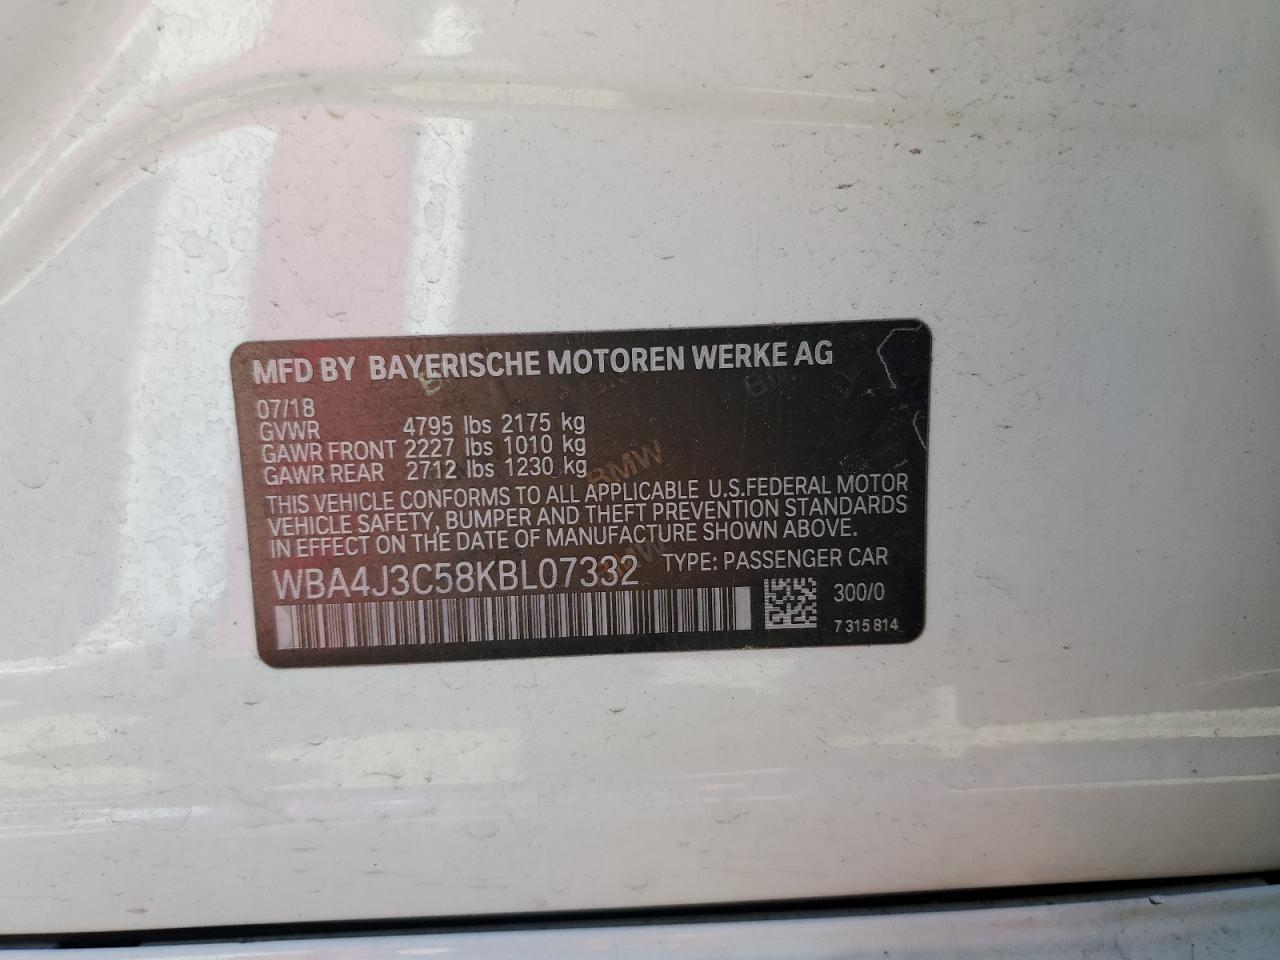 MFD BY BAYERISCHE MOTOREN WERKE AG
07/18
GVWR 4795 lbs 2175 kg
GAWR FRONT 2227 lbs 1010 kg
GAWR REAR 2712 lbs 1230 kg
THIS VEHICLE CONFORMS TO ALL APPLICABLE U.S.FEDERAL MOTOR
VEHICLE SAFETY, BUMPER AND THEFT PREVENTION STANDARDS
IN EFFECT ON THE DATE OF MANUFACTURE SHOWN ABOVE.
WBA4J3C58KBL07332 TYPE: PASSENGER CAR
300/0
7 315 814
BMW
BMW